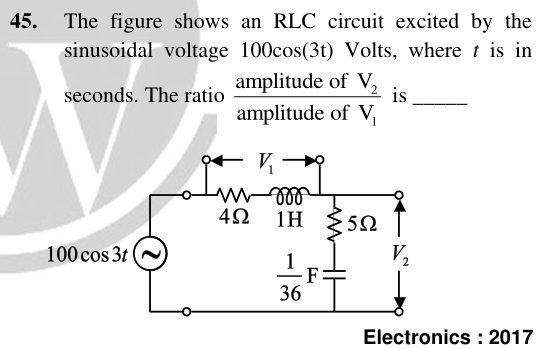 45. The figure shows an RLC circuit excited by the
sinusoidal voltage 100cos(3t) Volts, where t is in
seconds. The ratio amplitude of V₂ / amplitude of V₁ is _____
V₁
4Ω 1H 5Ω
100 cos 3t ~ V₂
1/36 F
Electronics : 2017